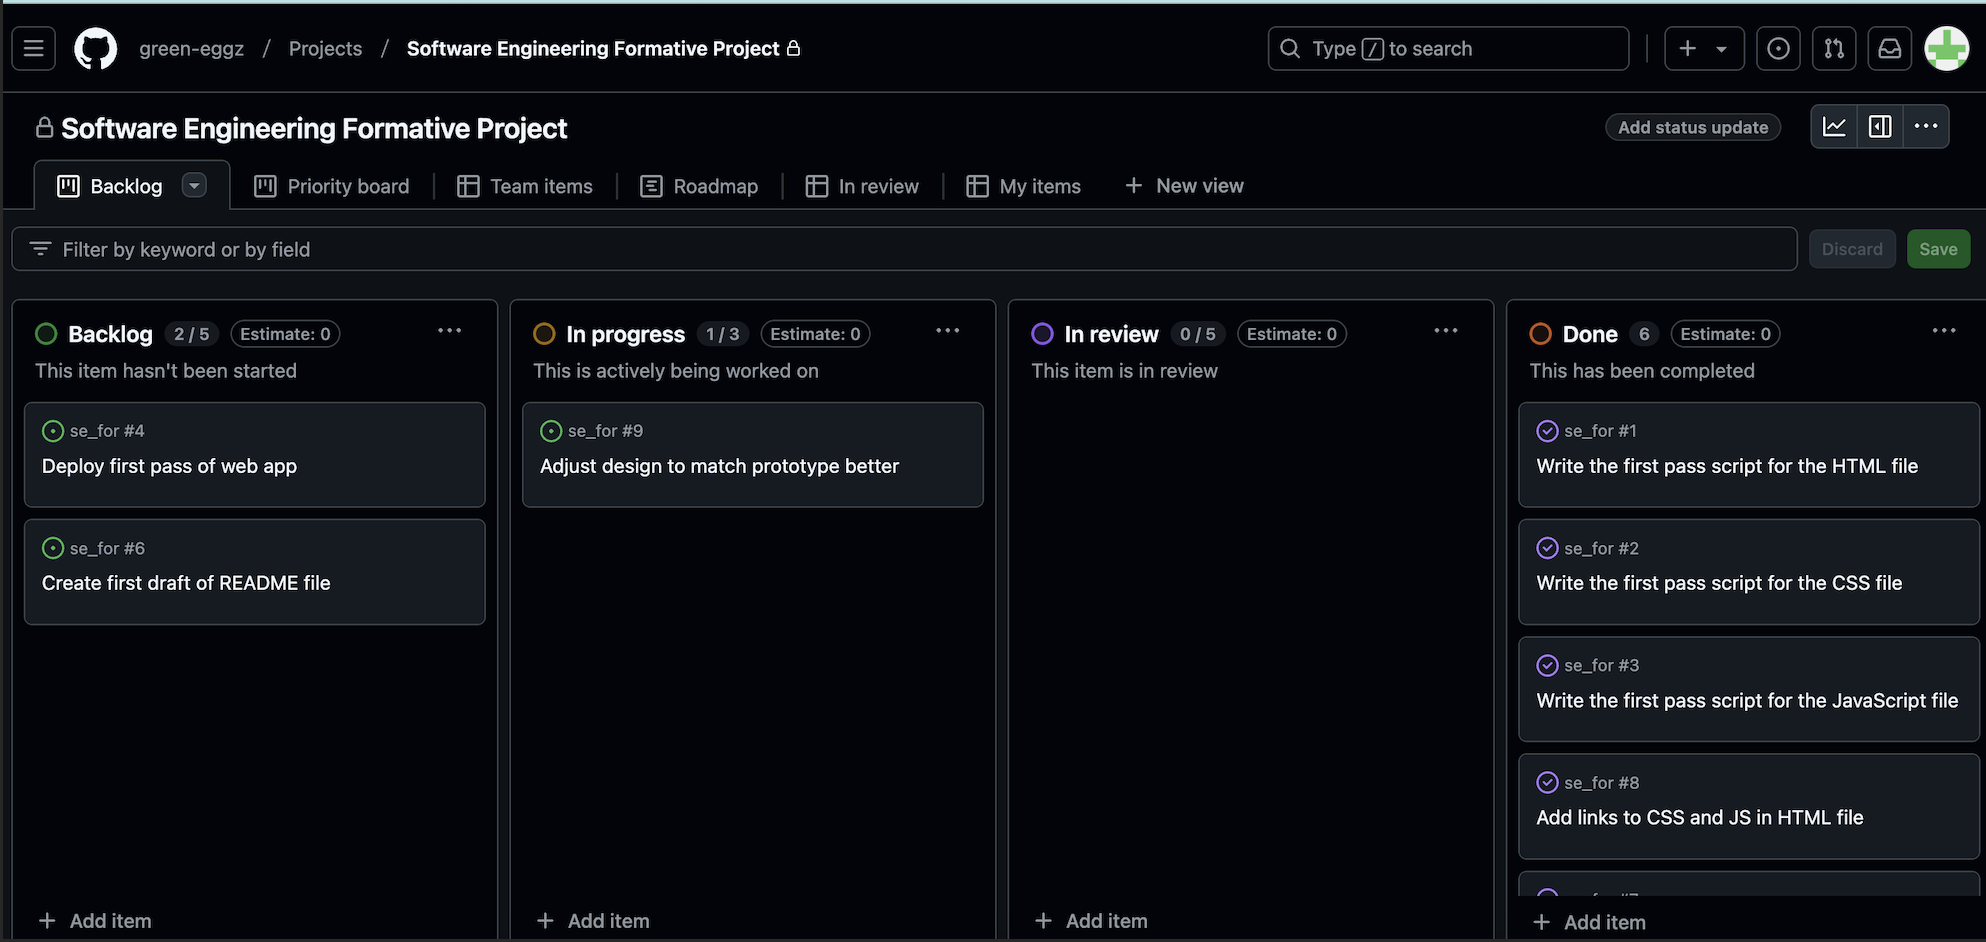 green-eggz / Projects / Software Engineering Formative Project
Type / to search
Software Engineering Formative Project
Add status update
Backlog
Priority board
Team items
Roadmap
In review
My items
New view
Filter by keyword or by field
Discard
Save
Backlog 2 / 5 Estimate: 0
This item hasn't been started
se_for #4
Deploy first pass of web app
se_for #6
Create first draft of README file
Add item
In progress 1 / 3 Estimate: 0
This is actively being worked on
se_for #9
Adjust design to match prototype better
Add item
In review 0 / 5 Estimate: 0
This item is in review
Add item
Done 6 Estimate: 0
This has been completed
se_for #1
Write the first pass script for the HTML file
se_for #2
Write the first pass script for the CSS file
se_for #3
Write the first pass script for the JavaScript file
se_for #8
Add links to CSS and JS in HTML file
Add item